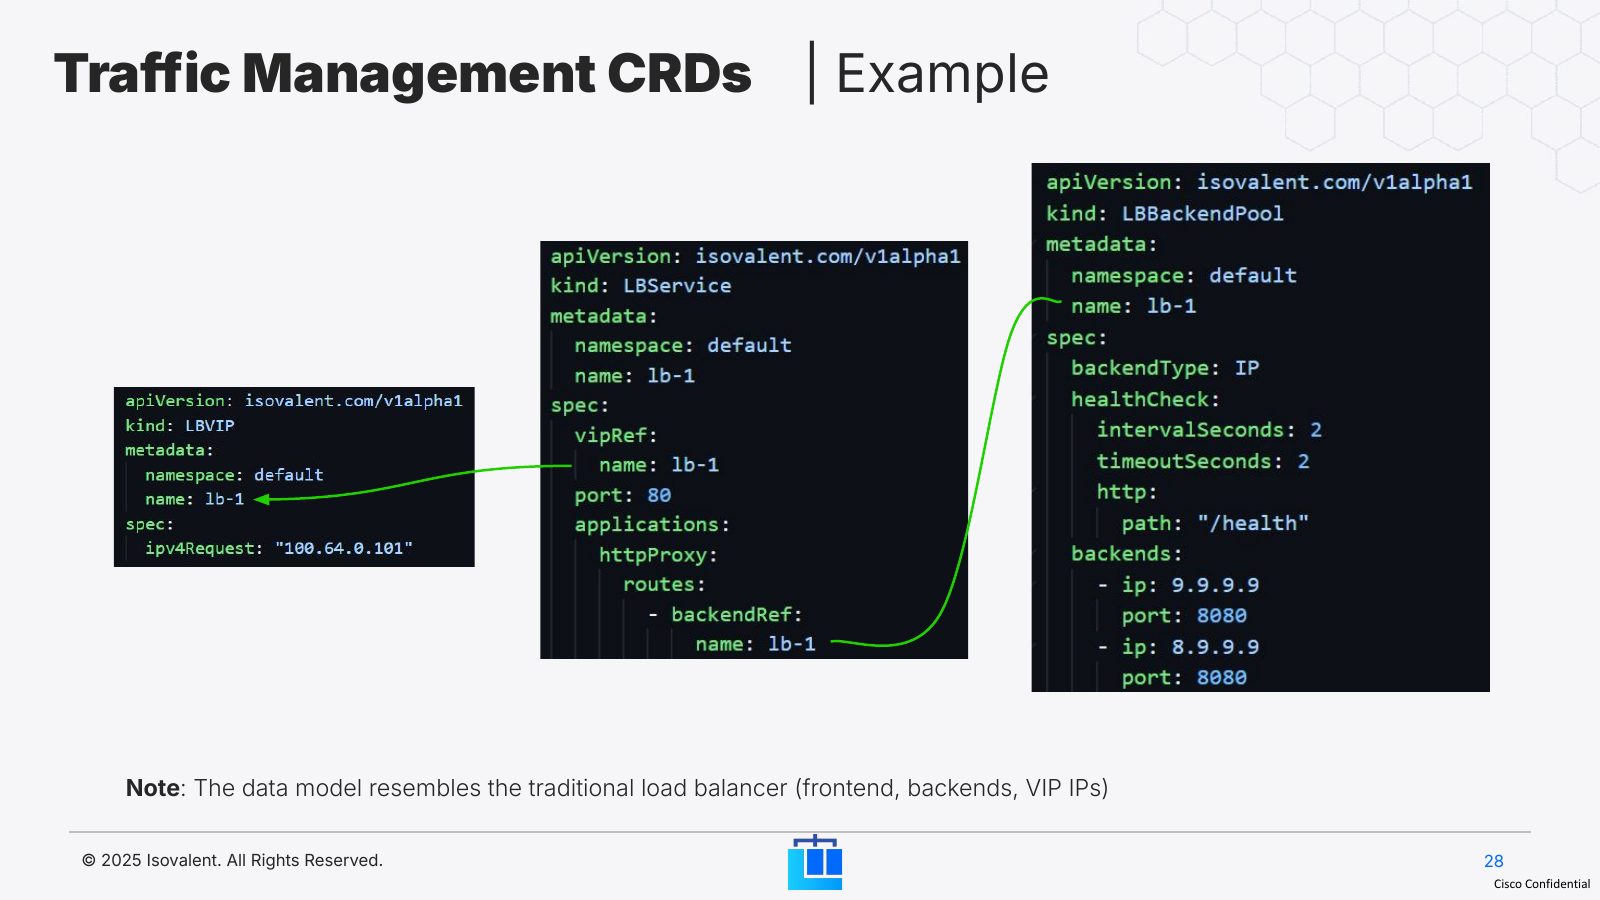 Traffic Management CRDs | Example
apiVersion: isovalent.com/v1alpha1
kind: LBVIP
metadata:
  namespace: default
  name: lb-1
spec:
  ipv4Request: "100.64.0.101"
apiVersion: isovalent.com/v1alpha1
kind: LBService
metadata:
  namespace: default
  name: lb-1
spec:
  vipRef:
    name: lb-1
  port: 80
  applications:
    httpProxy:
      routes:
        - backendRef:
            name: lb-1
apiVersion: isovalent.com/v1alpha1
kind: LBBackendPool
metadata:
  namespace: default
  name: lb-1
spec:
  backendType: IP
  healthCheck:
    intervalSeconds: 2
    timeoutSeconds: 2
    http:
      path: "/health"
  backends:
    - ip: 9.9.9.9
      port: 8080
    - ip: 8.9.9.9
      port: 8080
Note: The data model resembles the traditional load balancer (frontend, backends, VIP IPs)
© 2025 Isovalent. All Rights Reserved.
28
Cisco Confidential